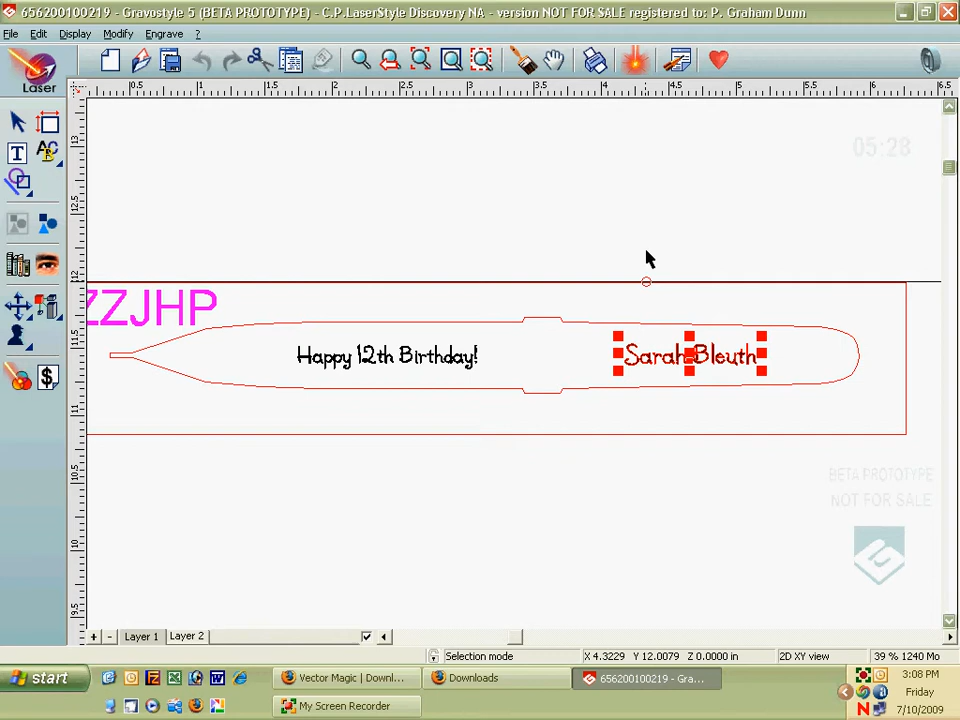 656200100219 - Gravostyle 5 (BETA PROTOTYPE) - C.P.LaserStyle Discovery NA - version NOT FOR SALE registered to: P. Graham Dunn
File Edit Display Modify Engrave ?
Laser
0.5 1 1.5 2 2.5 3 3.5 4 4.5 5 5.5 6 6.5
13
12.5
12
11.5
11
10.5
10
9.5
05:28
ZZJHP
Happy 12th Birthday!
Sarah Bleuth
BETA PROTOTYPE
NOT FOR SALE
+ - Layer 1 Layer 2
Selection mode X 4.3229 Y 12.0079 Z 0.0000 in 2D XY view 39 % 1240 Mo
start Vector Magic | Downl... Downloads 656200100219 - Gra... 3:08 PM
Friday
My Screen Recorder 7/10/2009